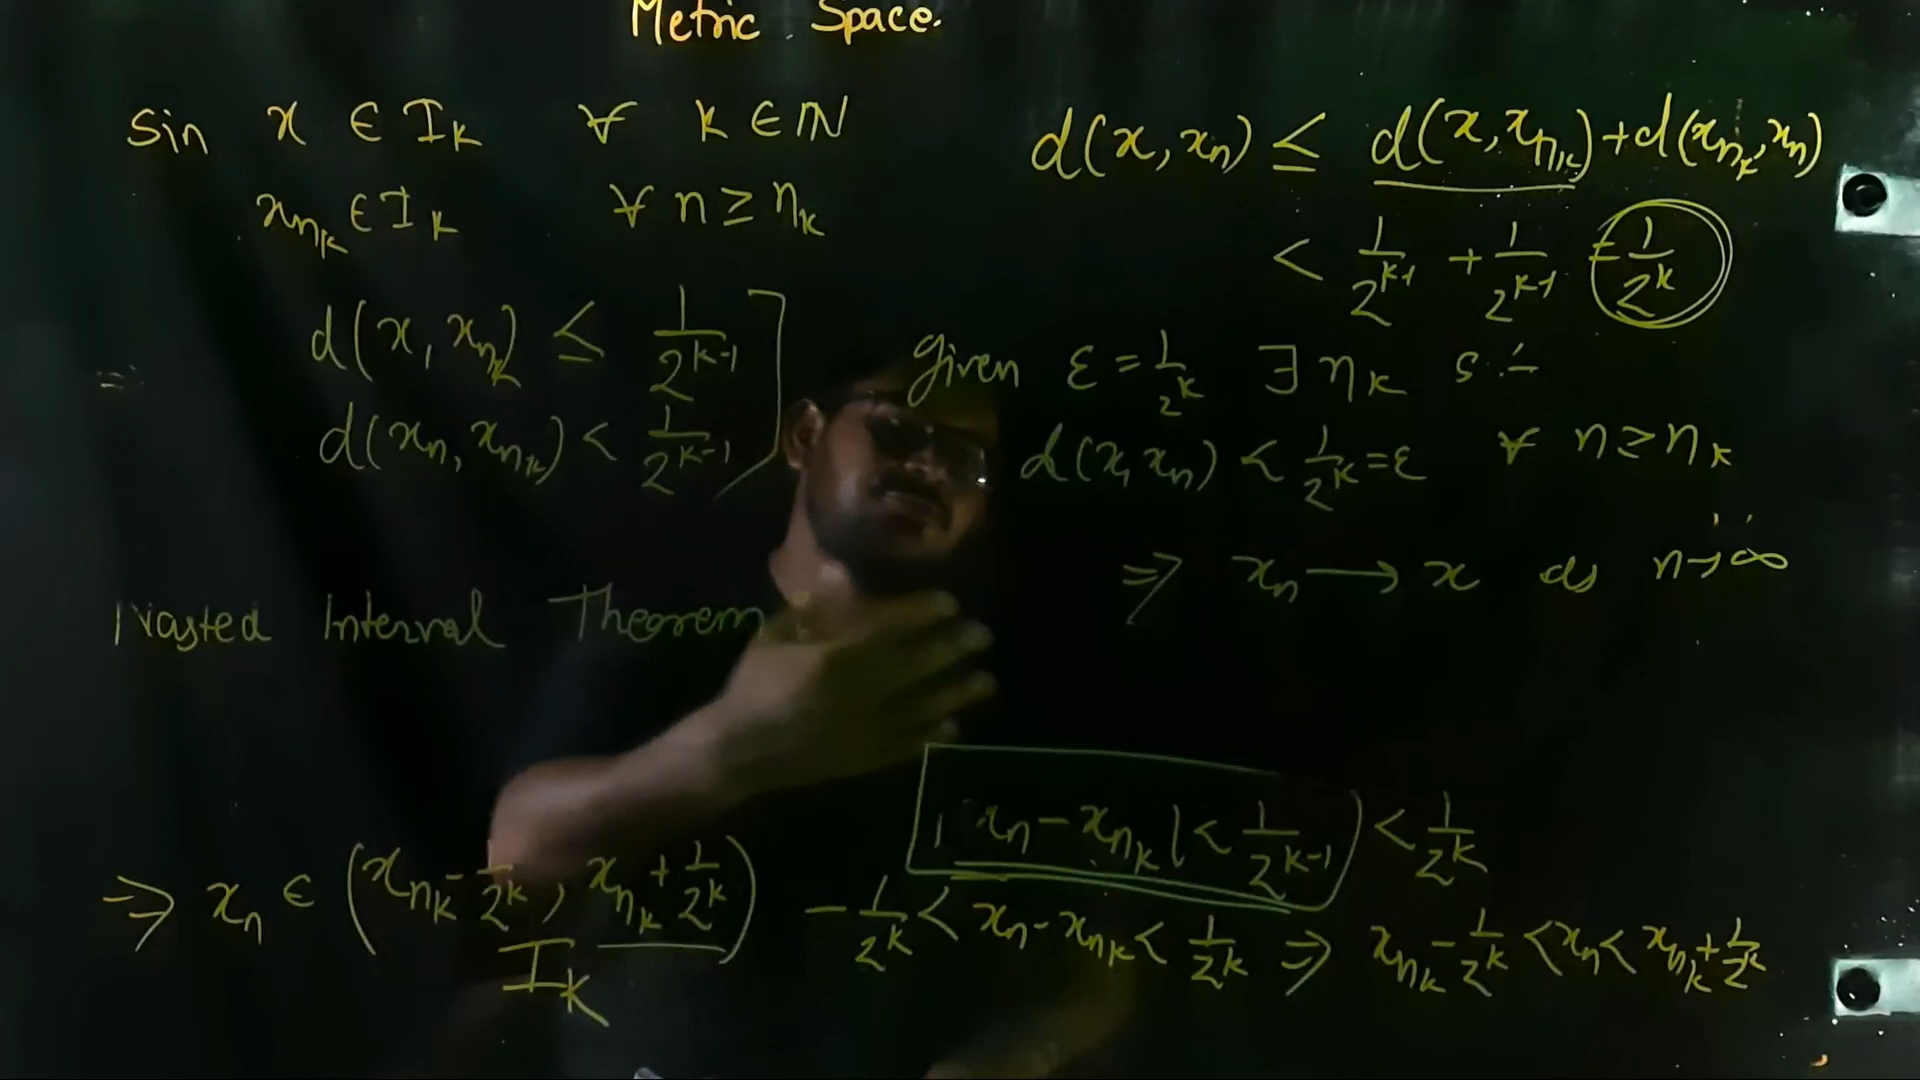 Metric Space.
Sin x ∈ I_k ∀ k ∈ ℕ
x_{n_k} ∈ I_k ∀ n ≥ n_k
d(x, x_{n_k}) ≤ 1/2^{k-1}
d(x_n, x_{n_k}) < 1/2^{k-1}
Nasted Interval Theorem :
d(x, x_n) ≤ d(x, x_{n_k}) + d(x_{n_k}, x_n)
< 1/2^{k-1} + 1/2^{k-1} = 1/2^k
Given ε = 1/2^k ∃ n_k s.t
d(x, x_n) < 1/2^k = ε ∀ n ≥ n_k
⇒ x_n → x as n→∞
| x_n - x_{n_k} | < 1/2^{k-1} < 1/2^k
⇒ x_n ∈ (x_{n_k} - 1/2^k, x_{n_k} + 1/2^k) - 1/2^k < x_n - x_{n_k} < 1/2^k ⇒ x_{n_k} - 1/2^k < x_n < x_{n_k} + 1/2^k
I_k